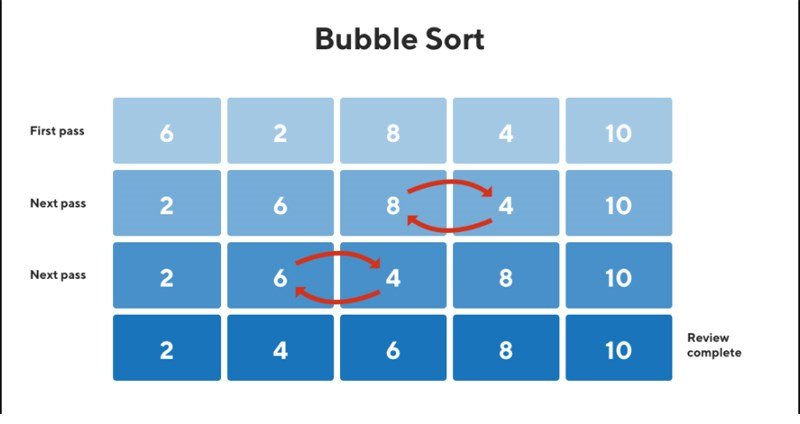 Bubble Sort
First pass 6 2 8 4 10
Next pass 2 6 8 4 10
Next pass 2 6 4 8 10
2 4 6 8 10 Review
complete